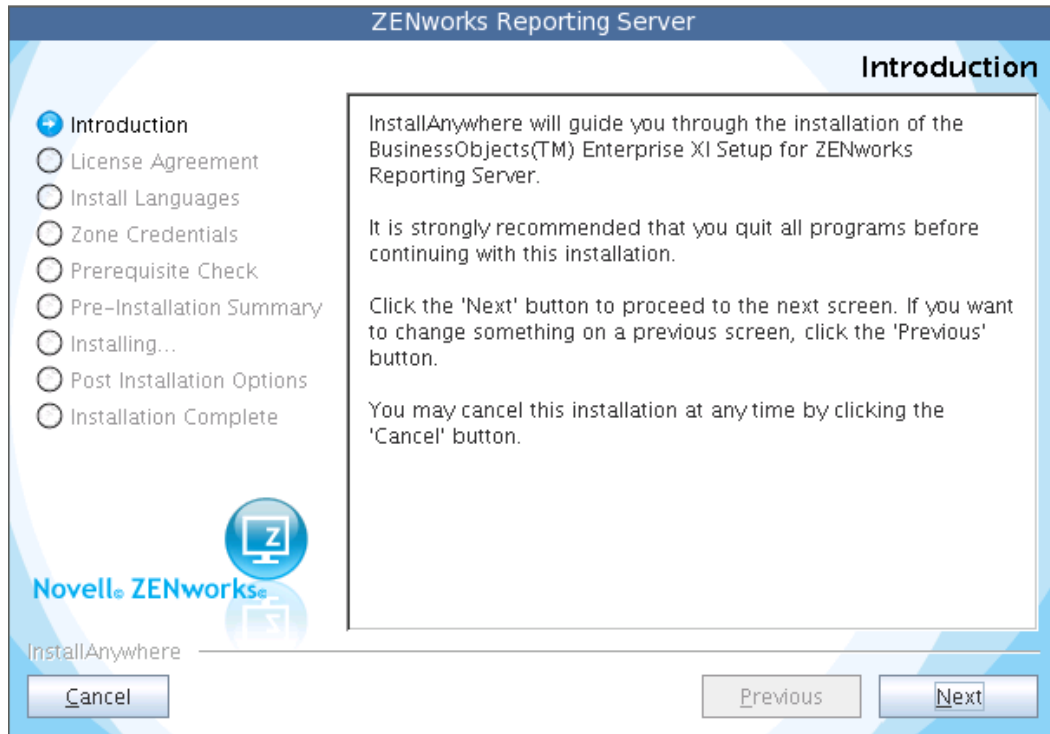 ZENworks Reporting Server
Introduction
Introduction
License Agreement
Install Languages
Zone Credentials
Prerequisite Check
Pre-Installation Summary
Installing...
Post Installation Options
Installation Complete
InstallAnywhere will guide you through the installation of the
BusinessObjects(TM) Enterprise XI Setup for ZENworks
Reporting Server.
It is strongly recommended that you quit all programs before
continuing with this installation.
Click the 'Next' button to proceed to the next screen. If you want
to change something on a previous screen, click the 'Previous'
button.
You may cancel this installation at any time by clicking the
'Cancel' button.
Z
Novell® ZENworks®
InstallAnywhere
Cancel
Previous
Next